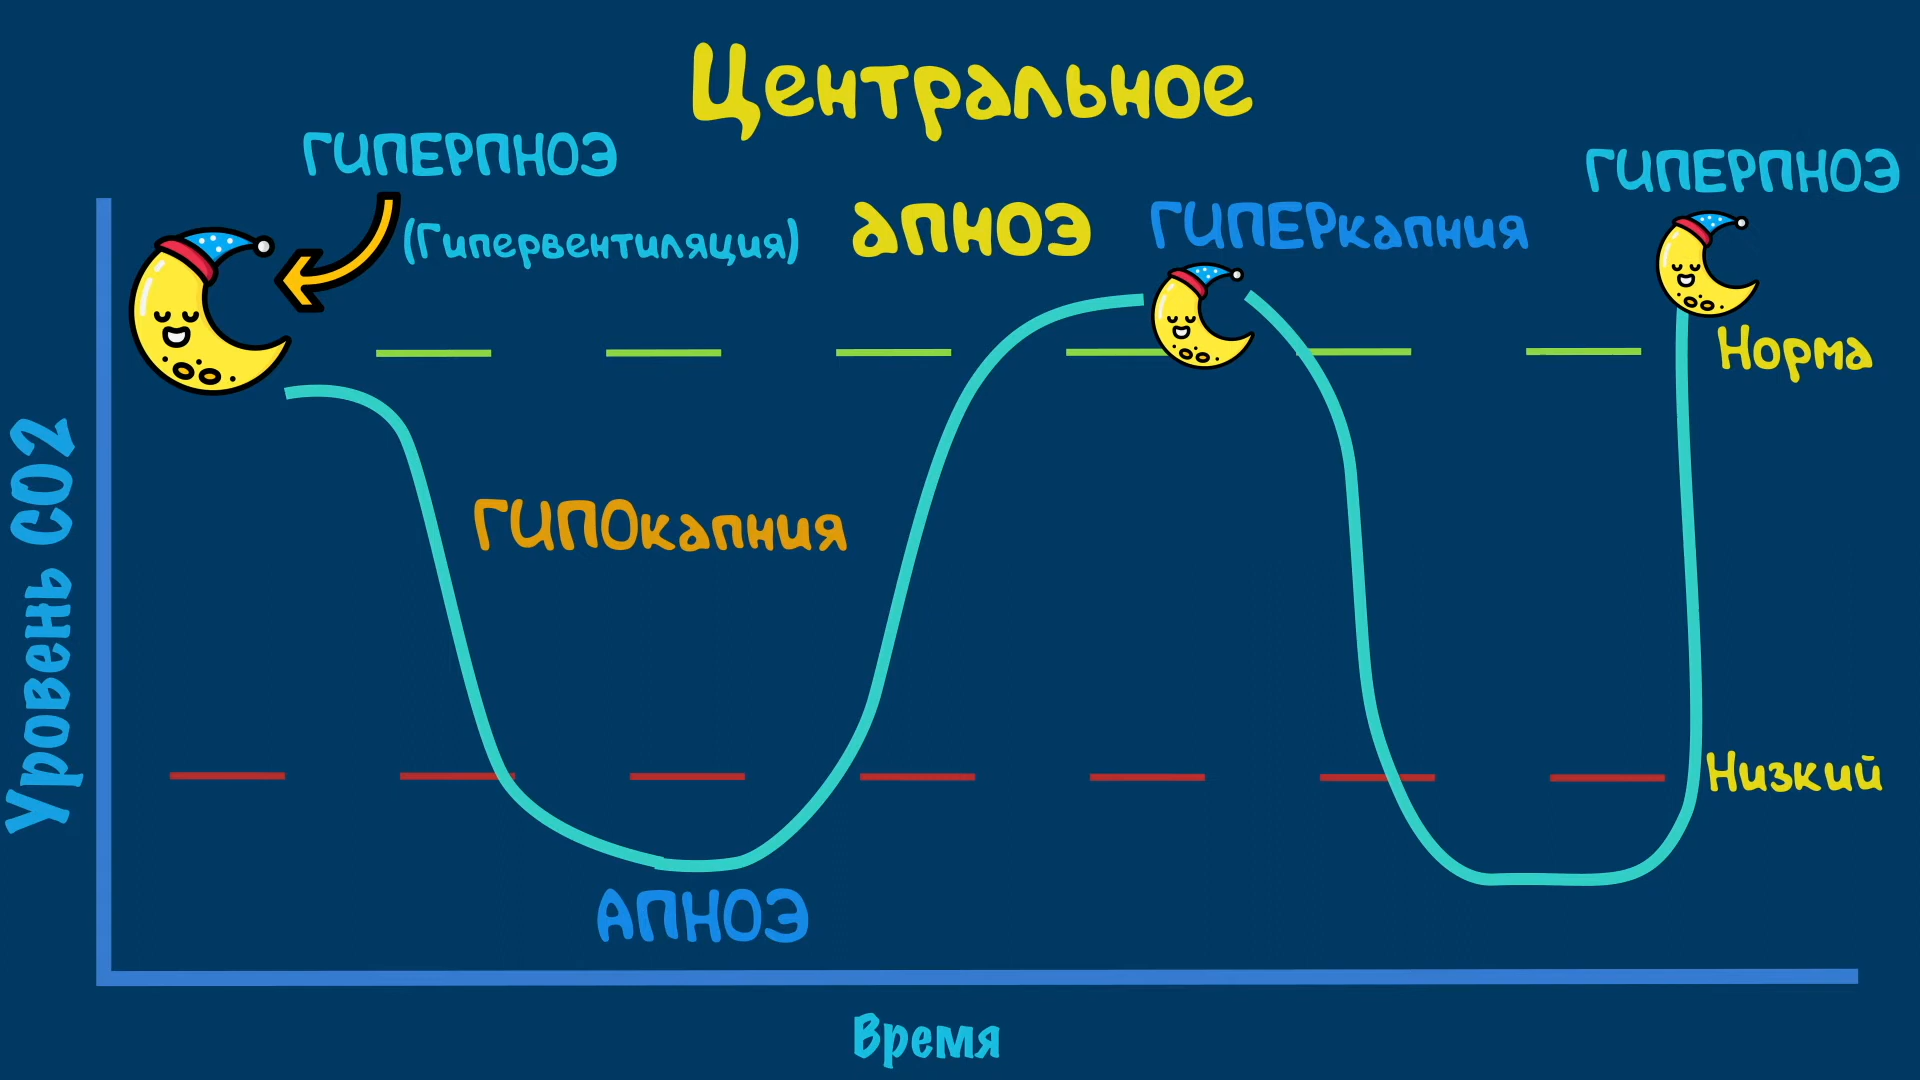 Центральное
апноэ
ГИПЕРПНОЭ
(Гипервентиляция)
ГИПЕРкапния
ГИПЕРПНОЭ
Норма
ГИПОкапния
Низкий
АПНОЭ
Уровень СО2
Время